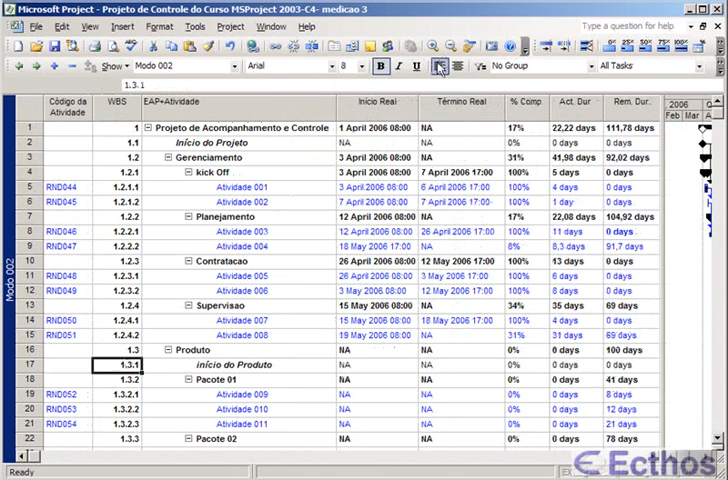 Microsoft Project - Projeto de Controle do Curso MSProject 2003-C4- medicao 3
File Edit View Insert Format Tools Project Window Help Type a question for help
Show Modo 002 Arial 8 B I U No Group All Tasks
1.3.1
Código da Atividade WBS EAP+Atividade Início Real Término Real % Comp Act. Dur Rem. Dur. 2006
Feb Mar
1 1 Projeto de Acompanhamento e Controle 1 April 2006 08:00 NA 17% 22,22 days 111,78 days
2 1.1 Início do Projeto NA NA 0% 0 days 0 days
3 1.2 Gerenciamento 3 April 2006 08:00 NA 31% 41,98 days 92,02 days
4 1.2.1 kick Off 3 April 2006 08:00 7 April 2006 17:00 100% 5 days 0 days
5 RND044 1.2.1.1 Atividade 001 3 April 2006 08:00 6 April 2006 17:00 100% 4 days 0 days
6 RND045 1.2.1.2 Atividade 002 7 April 2006 08:00 7 April 2006 17:00 100% 1 day 0 days
7 1.2.2 Planejamento 12 April 2006 08:00 NA 17% 22,08 days 104,92 days
8 RND046 1.2.2.1 Atividade 003 12 April 2006 08:00 26 April 2006 17:00 100% 11 days 0 days
9 RND047 1.2.2.2 Atividade 004 18 May 2006 17:00 NA 8% 8,3 days 91,7 days
10 1.2.3 Contratacao 26 April 2006 08:00 12 May 2006 17:00 100% 13 days 0 days
11 RND048 1.2.3.1 Atividade 005 26 April 2006 08:00 3 May 2006 17:00 100% 6 days 0 days
12 RND049 1.2.3.2 Atividade 006 3 May 2006 08:00 12 May 2006 17:00 100% 8 days 0 days
13 1.2.4 Supervisao 15 May 2006 08:00 NA 34% 35 days 69 days
14 RND050 1.2.4.1 Atividade 007 15 May 2006 08:00 18 May 2006 17:00 100% 4 days 0 days
15 RND051 1.2.4.2 Atividade 008 19 May 2006 08:00 NA 31% 31 days 69 days
16 1.3 Produto NA NA 0% 0 days 100 days
17 1.3.1 início do Produto NA NA 0% 0 days 0 days
18 1.3.2 Pacote 01 NA NA 0% 0 days 41 days
19 RND052 1.3.2.1 Atividade 009 NA NA 0% 0 days 8 days
20 RND053 1.3.2.2 Atividade 010 NA NA 0% 0 days 12 days
21 RND054 1.3.2.3 Atividade 011 NA NA 0% 0 days 21 days
22 1.3.3 Pacote 02 NA NA 0% 0 days 78 days
Modo 002
Ready
Ecthos